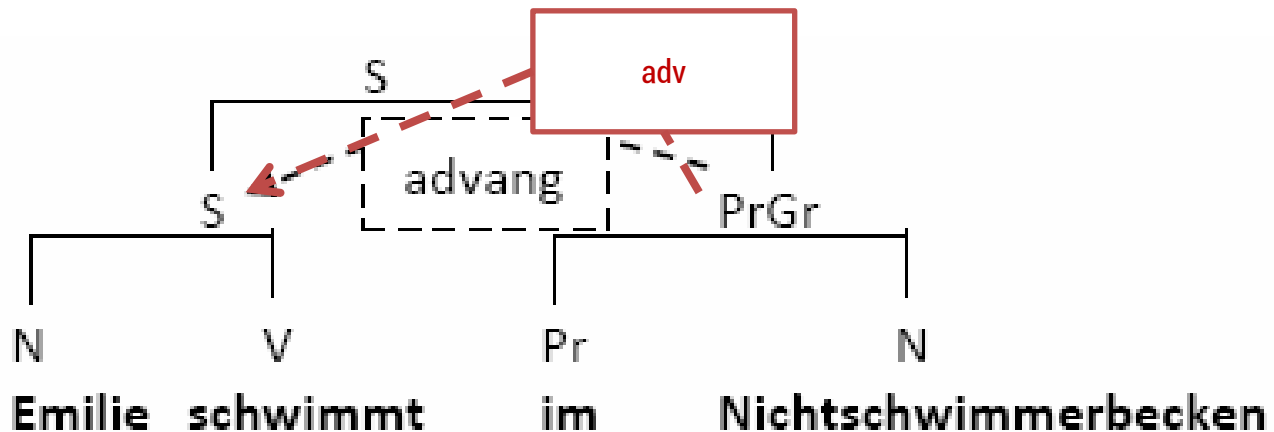 adv
S
advang
S PrGr
N V Pr N
Emilie schwimmt im Nichtschwimmerbecken